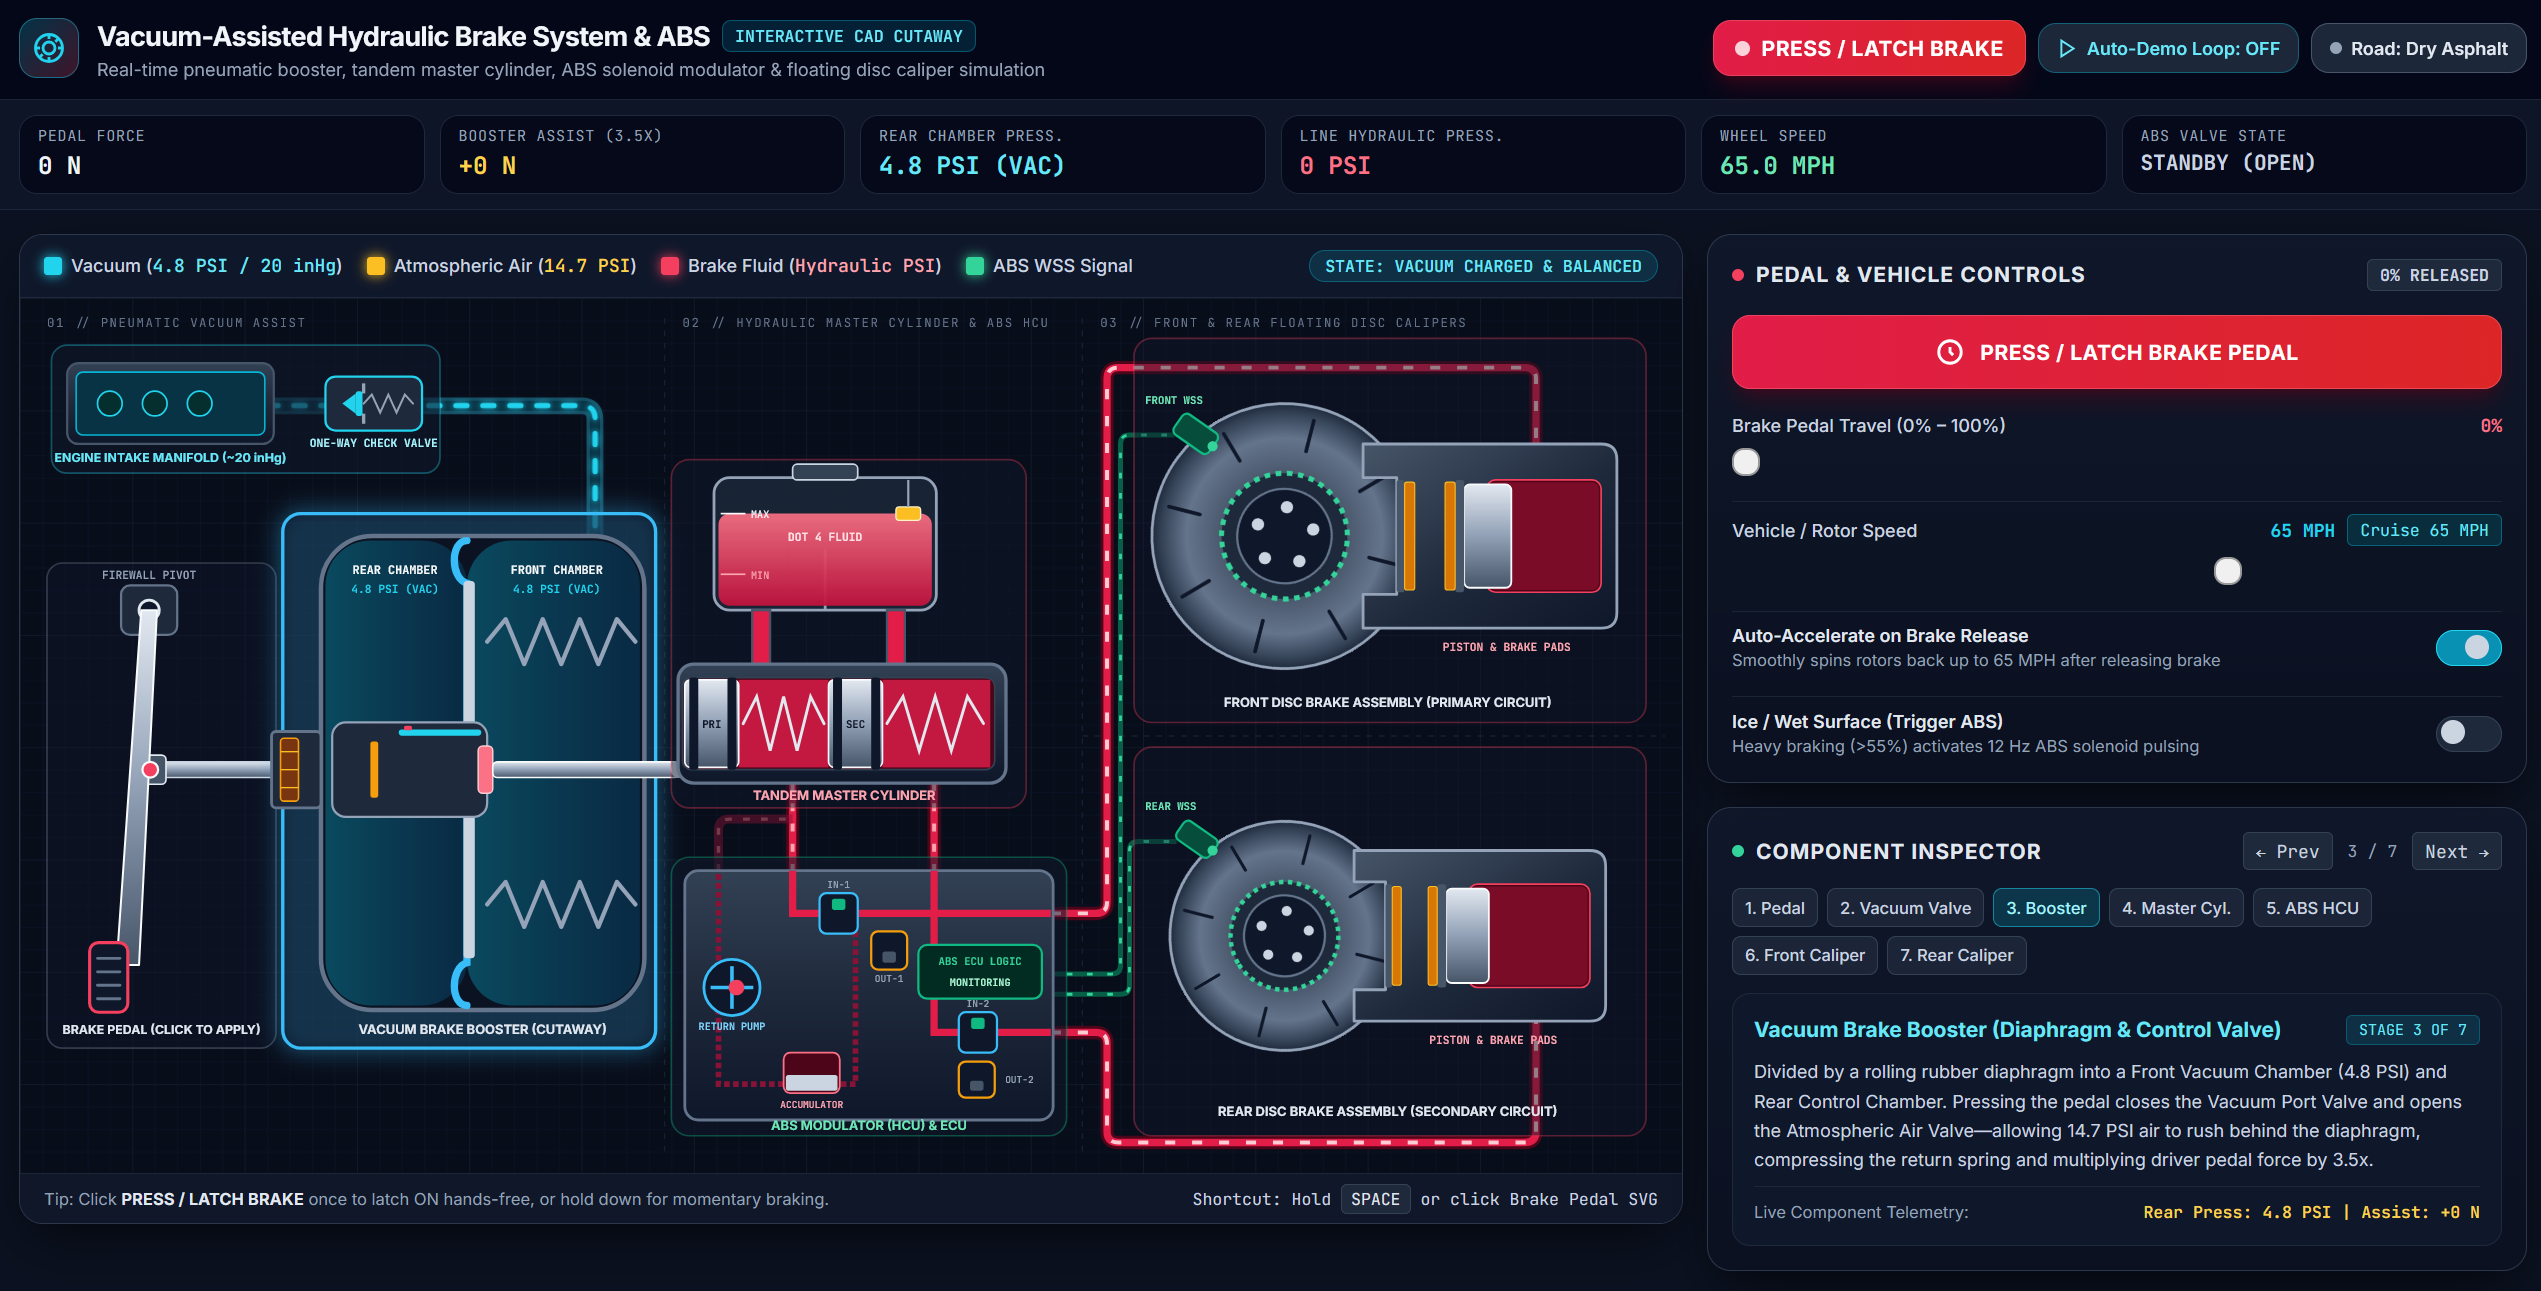 Vacuum-Assisted Hydraulic Brake System & ABS
INTERACTIVE CAD CUTAWAY
Real-time pneumatic booster, tandem master cylinder, ABS solenoid modulator & floating disc caliper simulation
PRESS / LATCH BRAKE
Auto-Demo Loop: OFF
Road: Dry Asphalt
PEDAL FORCE
0 N
BOOSTER ASSIST (3.5X)
+0 N
REAR CHAMBER PRESS.
4.8 PSI (VAC)
LINE HYDRAULIC PRESS.
0 PSI
WHEEL SPEED
65.0 MPH
ABS VALVE STATE
STANDBY (OPEN)
Vacuum (4.8 PSI / 20 inHg)
Atmospheric Air (14.7 PSI)
Brake Fluid (Hydraulic PSI)
ABS WSS Signal
STATE: VACUUM CHARGED & BALANCED
01 // PNEUMATIC VACUUM ASSIST
02 // HYDRAULIC MASTER CYLINDER & ABS HCU
03 // FRONT & REAR FLOATING DISC CALIPERS
ONE-WAY CHECK VALVE
ENGINE INTAKE MANIFOLD (~20 inHg)
FIREWALL PIVOT
REAR CHAMBER
4.8 PSI (VAC)
FRONT CHAMBER
4.8 PSI (VAC)
BRAKE PEDAL (CLICK TO APPLY)
VACUUM BRAKE BOOSTER (CUTAWAY)
MAX
DOT 4 FLUID
MIN
PRI
SEC
TANDEM MASTER CYLINDER
IN-1
OUT-1
ABS ECU LOGIC
MONITORING
IN-2
RETURN PUMP
OUT-2
ACCUMULATOR
ABS MODULATOR (HCU) & ECU
FRONT WSS
PISTON & BRAKE PADS
FRONT DISC BRAKE ASSEMBLY (PRIMARY CIRCUIT)
REAR WSS
PISTON & BRAKE PADS
REAR DISC BRAKE ASSEMBLY (SECONDARY CIRCUIT)
Tip: Click PRESS / LATCH BRAKE once to latch ON hands-free, or hold down for momentary braking.
Shortcut: Hold SPACE or click Brake Pedal SVG
PEDAL & VEHICLE CONTROLS
0% RELEASED
PRESS / LATCH BRAKE PEDAL
Brake Pedal Travel (0% – 100%)
0%
Vehicle / Rotor Speed
65 MPH
Cruise 65 MPH
Auto-Accelerate on Brake Release
Smoothly spins rotors back up to 65 MPH after releasing brake
Ice / Wet Surface (Trigger ABS)
Heavy braking (>55%) activates 12 Hz ABS solenoid pulsing
COMPONENT INSPECTOR
← Prev
3 / 7
Next →
1. Pedal
2. Vacuum Valve
3. Booster
4. Master Cyl.
5. ABS HCU
6. Front Caliper
7. Rear Caliper
Vacuum Brake Booster (Diaphragm & Control Valve)
STAGE 3 OF 7
Divided by a rolling rubber diaphragm into a Front Vacuum Chamber (4.8 PSI) and
Rear Control Chamber. Pressing the pedal closes the Vacuum Port Valve and opens
the Atmospheric Air Valve—allowing 14.7 PSI air to rush behind the diaphragm,
compressing the return spring and multiplying driver pedal force by 3.5x.
Live Component Telemetry:
Rear Press: 4.8 PSI | Assist: +0 N